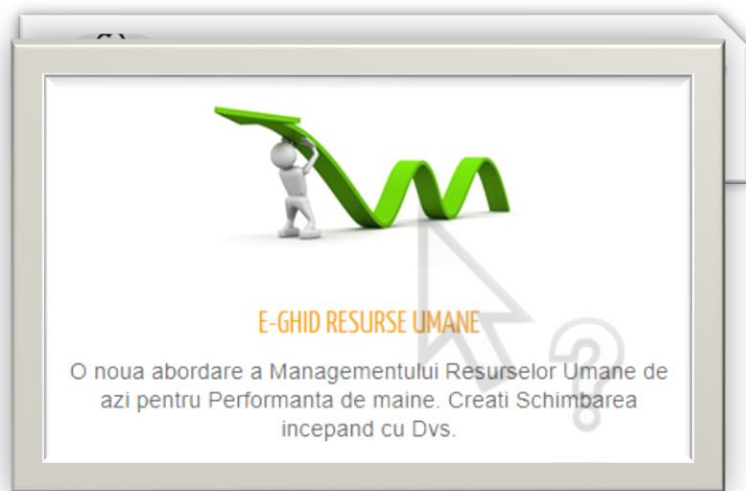 E-GHID RESURSE UMANE
O noua abordare a Managementului Resurselor Umane de
azi pentru Performanta de maine. Creati Schimbarea
incepand cu Dvs.